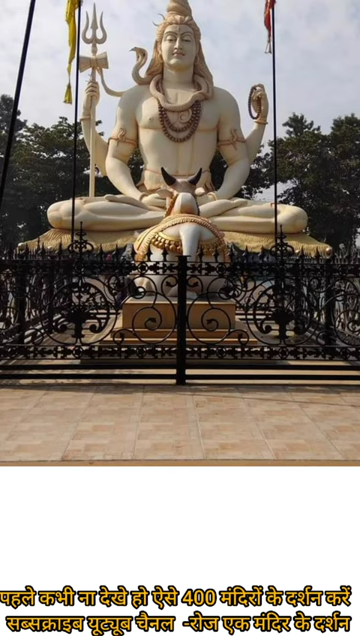 पहले कभी ना देखे हो ऐसे 400 मंदिरों के दर्शन करें
सब्सक्राइब यूट्यूब चैनल -रोज एक मंदिर के दर्शन